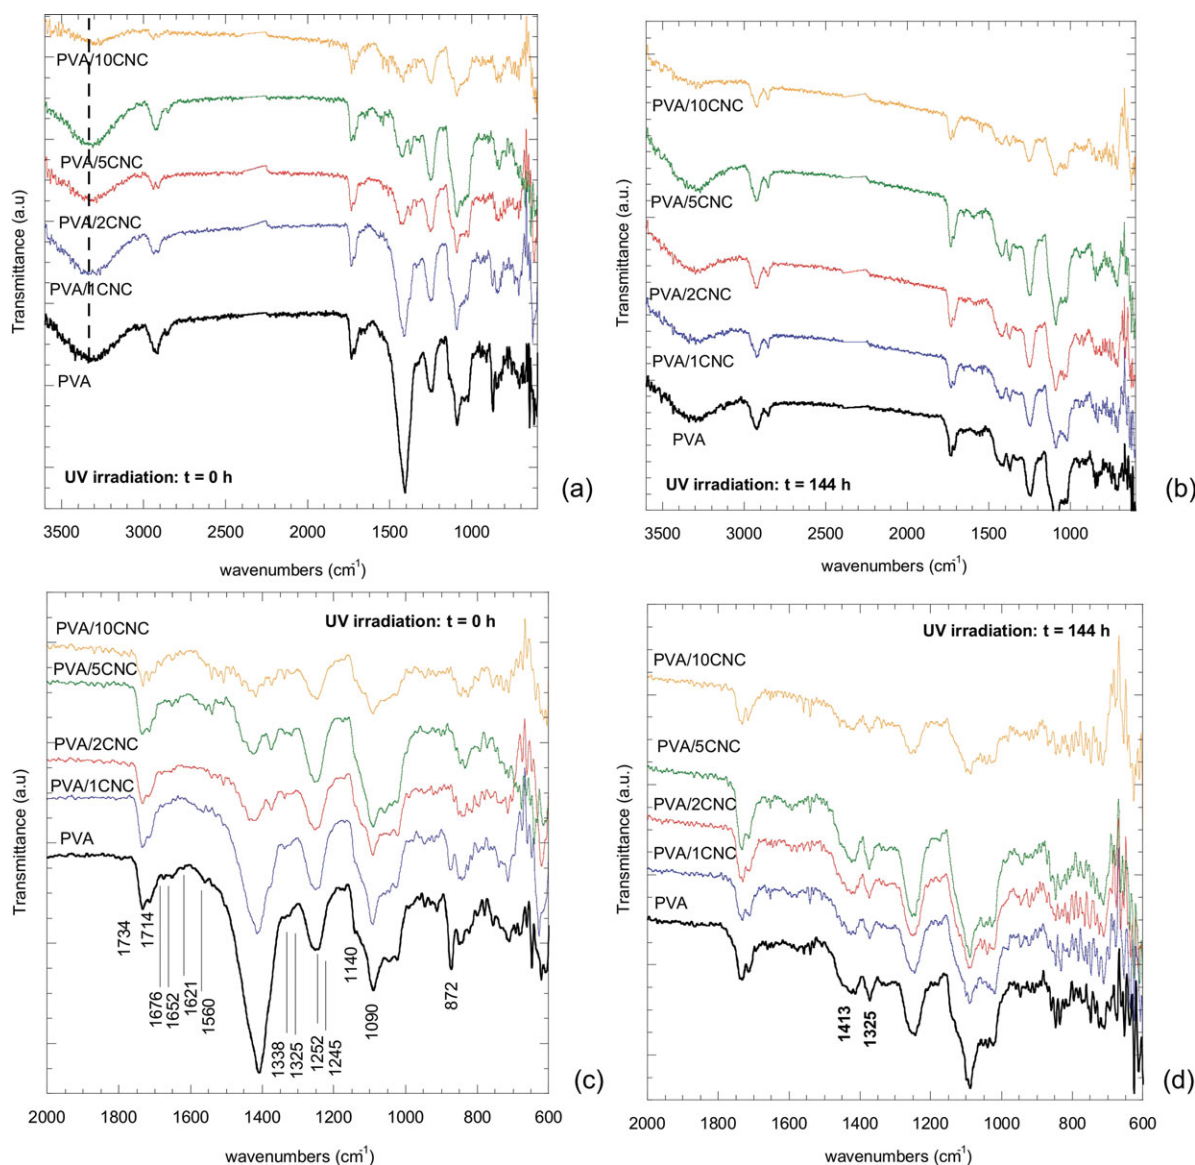 PVA/10CNC
PVA/5CNC
PVA/2CNC
PVA/1CNC
PVA
UV irradiation: t = 0 h
Transmittance (a.u)
3500 3000 2500 2000 1500 1000
wavenumbers (cm-1)
(a)
PVA/10CNC
PVA/5CNC
PVA/2CNC
PVA/1CNC
PVA
UV irradiation: t = 144 h
Transmittance (a.u.)
3500 3000 2500 2000 1500 1000
wavenumbers (cm-1)
(b)
UV irradiation: t = 0 h
PVA/10CNC
PVA/5CNC
PVA/2CNC
PVA/1CNC
PVA
1734
1714
1676
1652
1621
1560
1338
1325
1252
1245
1140
1090
872
Transmittance (a.u)
2000 1800 1600 1400 1200 1000 800 600
wavenumbers (cm-1)
(c)
UV irradiation: t = 144 h
PVA/10CNC
PVA/5CNC
PVA/2CNC
PVA/1CNC
PVA
1413
1325
Transmittance (a.u.)
2000 1800 1600 1400 1200 1000 800 600
wavenumbers (cm-1)
(d)